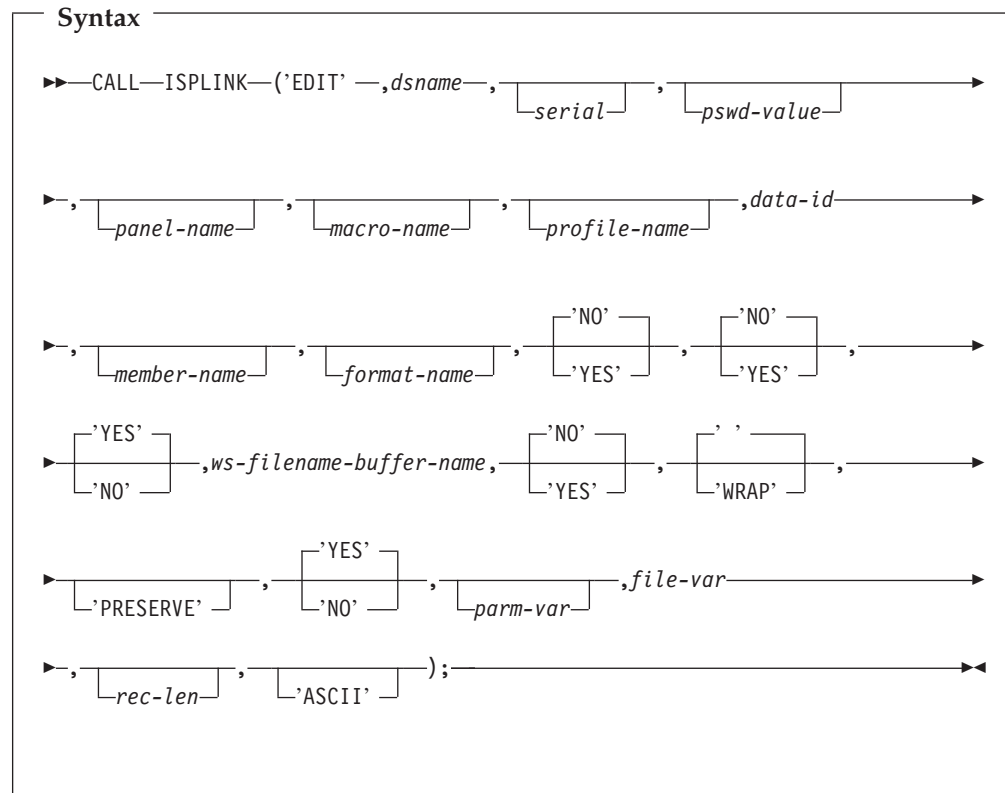 Syntax
CALL ISPLINK ('EDIT' ,dsname , serial , pswd-value
, panel-name , macro-name , profile-name ,data-id
, member-name , format-name , 'NO' 'YES' , 'NO' 'YES' ,
'YES' 'NO' ,ws-filename-buffer-name, 'NO' 'YES' , ' ' 'WRAP' ,
'PRESERVE' , 'YES' 'NO' , parm-var ,file-var
, rec-len , 'ASCII' );